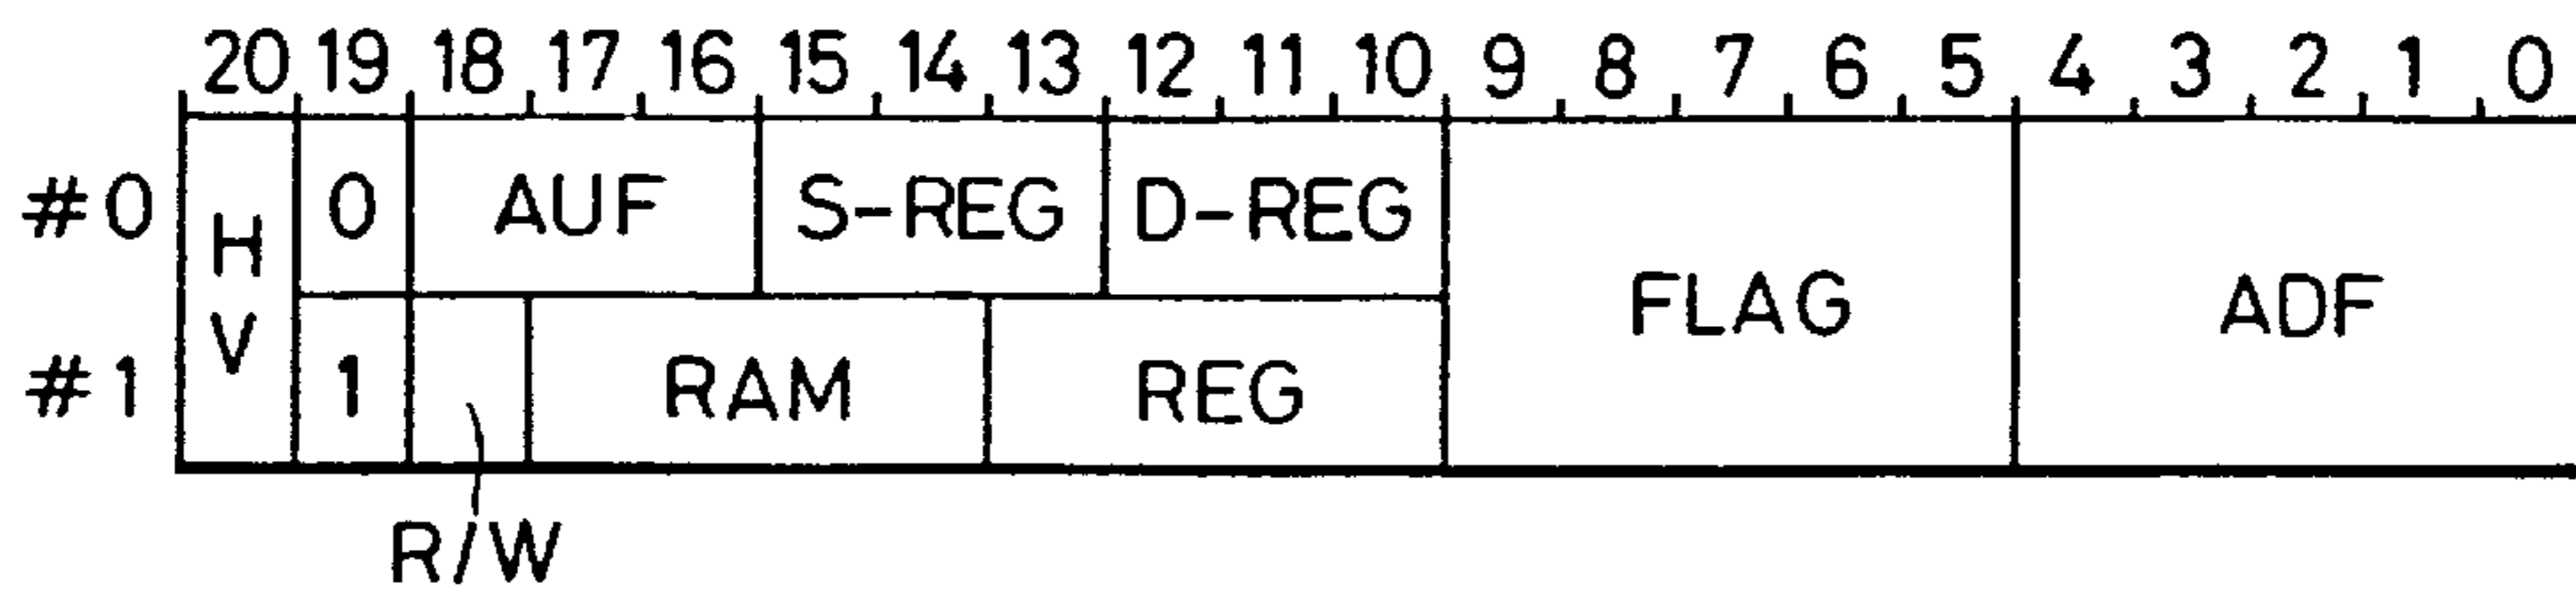 20 19 18 17 16 15 14 13 12 11 10 9 8 7 6 5 4 3 2 1 0
#0 HV 0 AUF S-REG D-REG FLAG ADF
#1 1 RAM REG
R/W